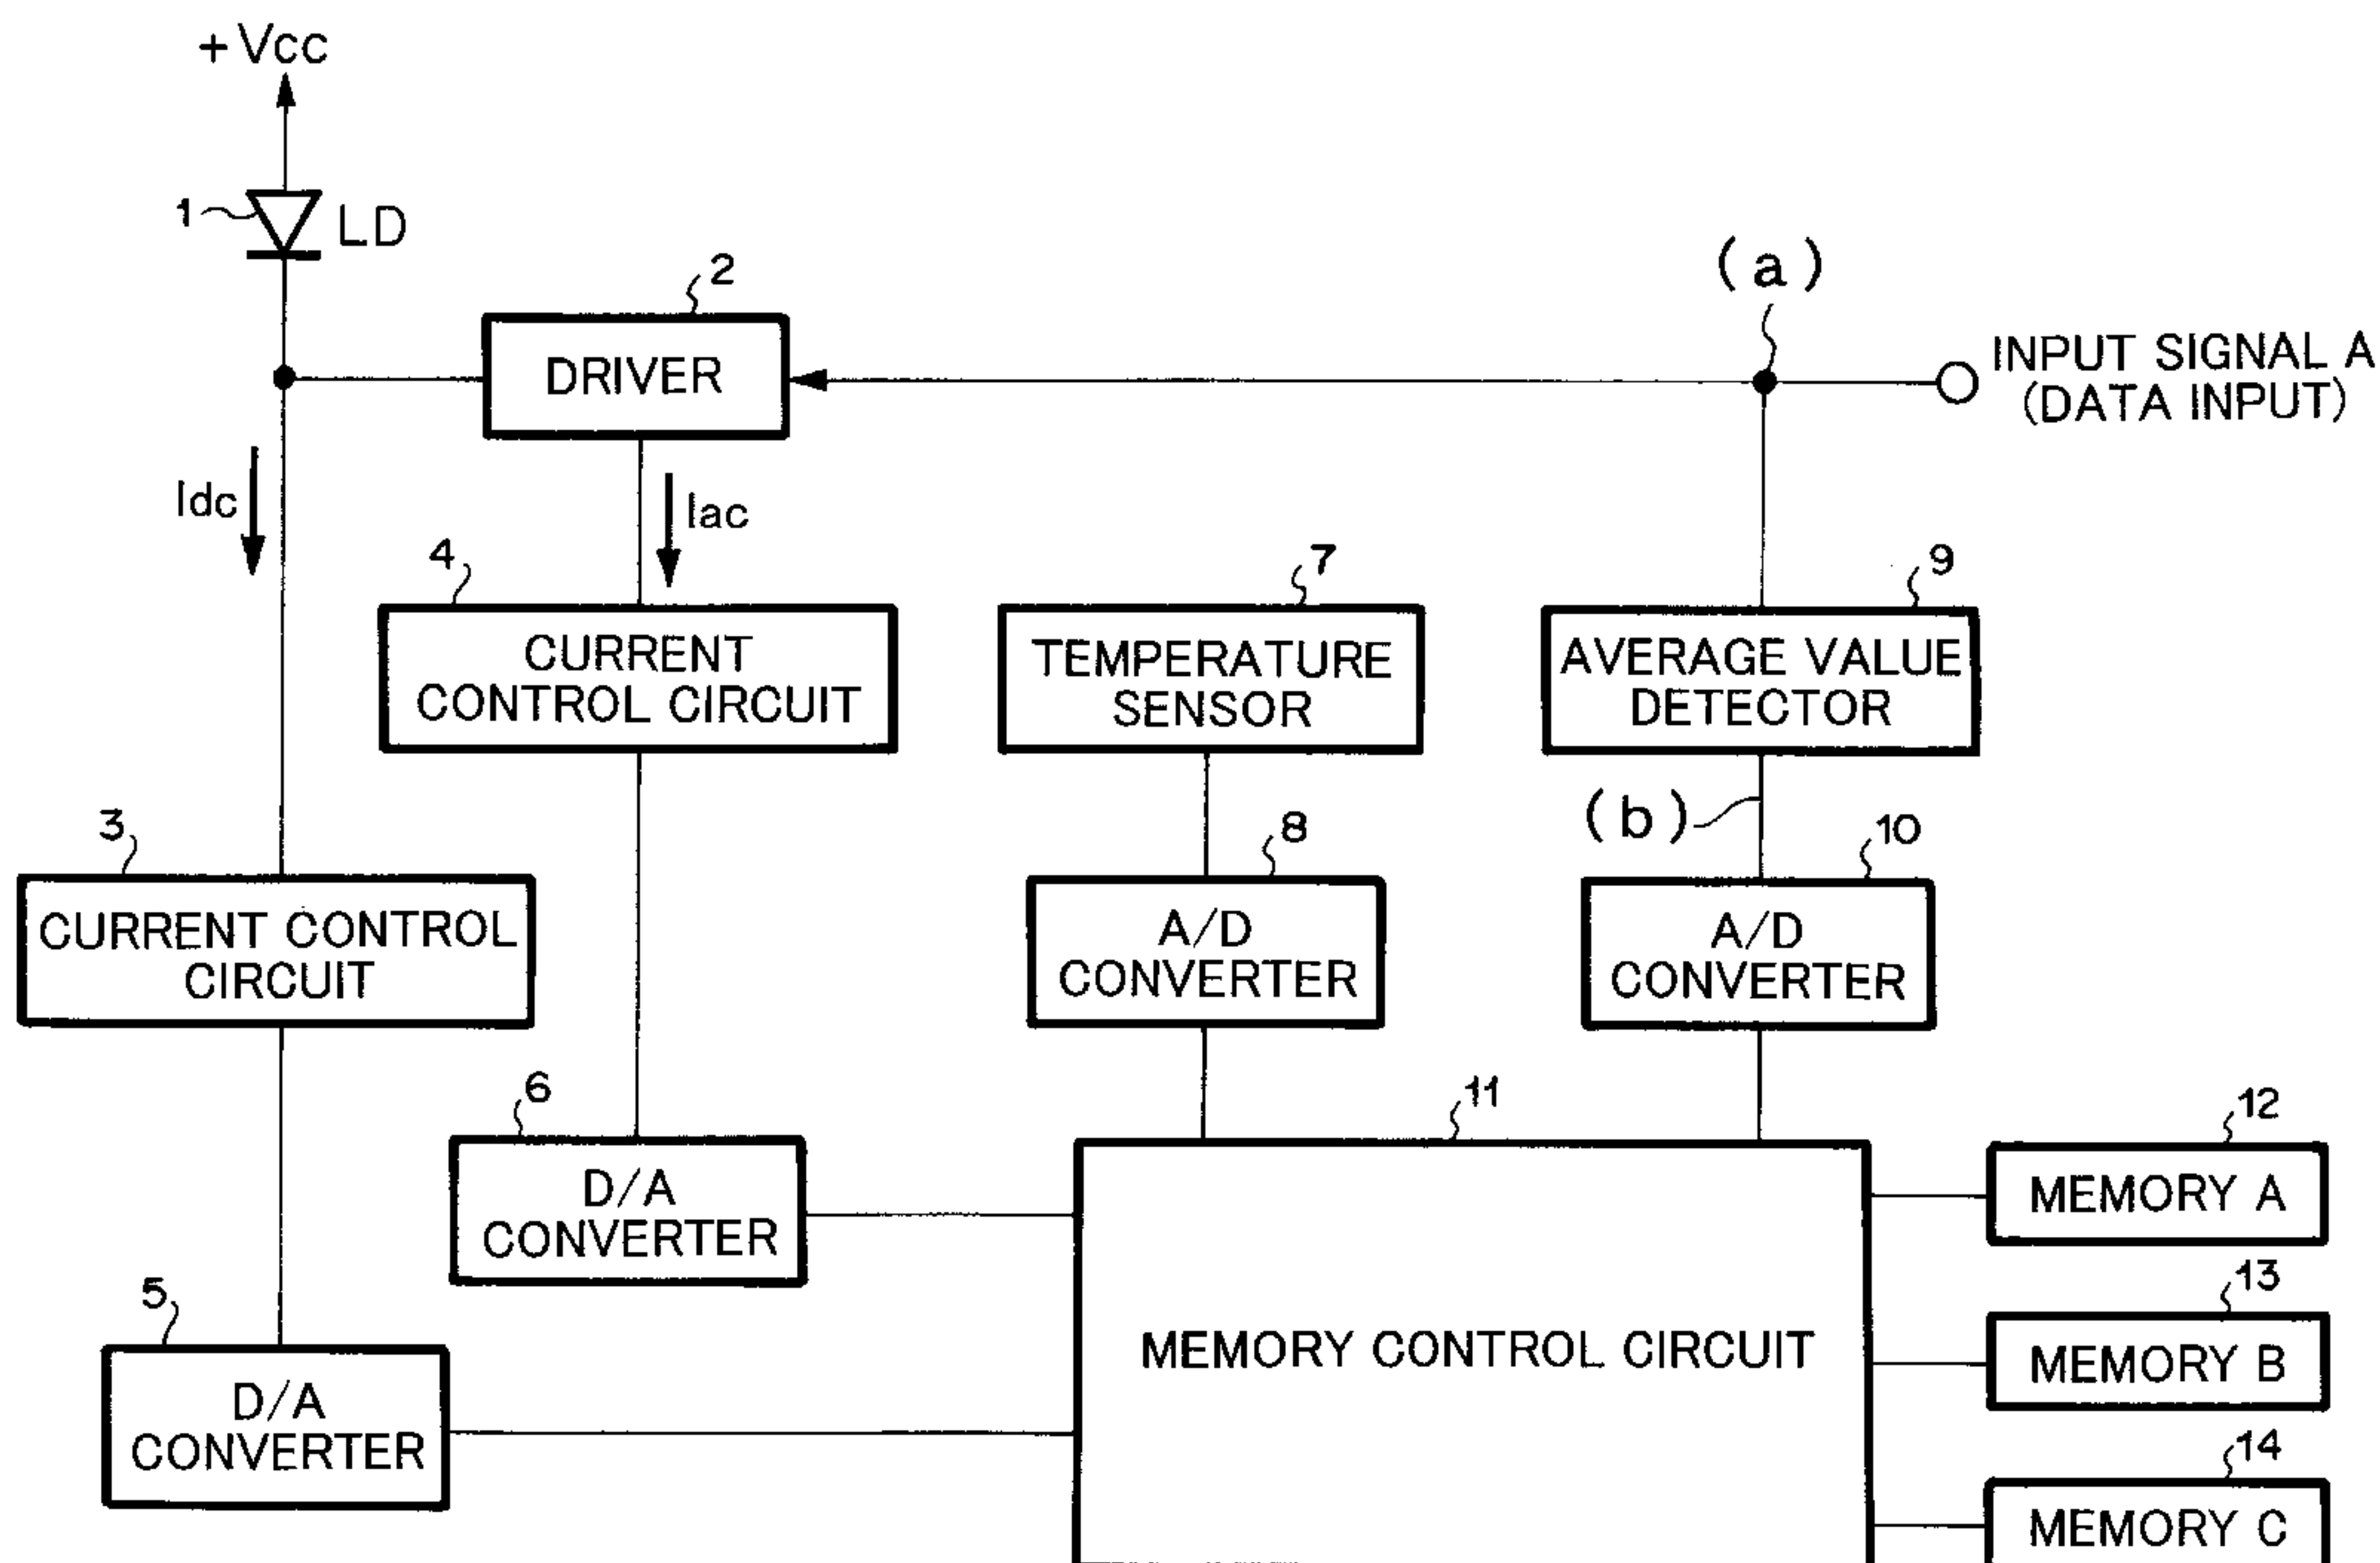 +Vcc
1
LD
2
DRIVER
(a)
INPUT SIGNAL A
(DATA INPUT)
Idc
Iac
4
CURRENT
CONTROL CIRCUIT
7
TEMPERATURE
SENSOR
9
AVERAGE VALUE
DETECTOR
(b)
3
CURRENT CONTROL
CIRCUIT
8
A/D
CONVERTER
10
A/D
CONVERTER
6
D/A
CONVERTER
11
MEMORY CONTROL CIRCUIT
12
MEMORY A
13
MEMORY B
5
D/A
CONVERTER
14
MEMORY C